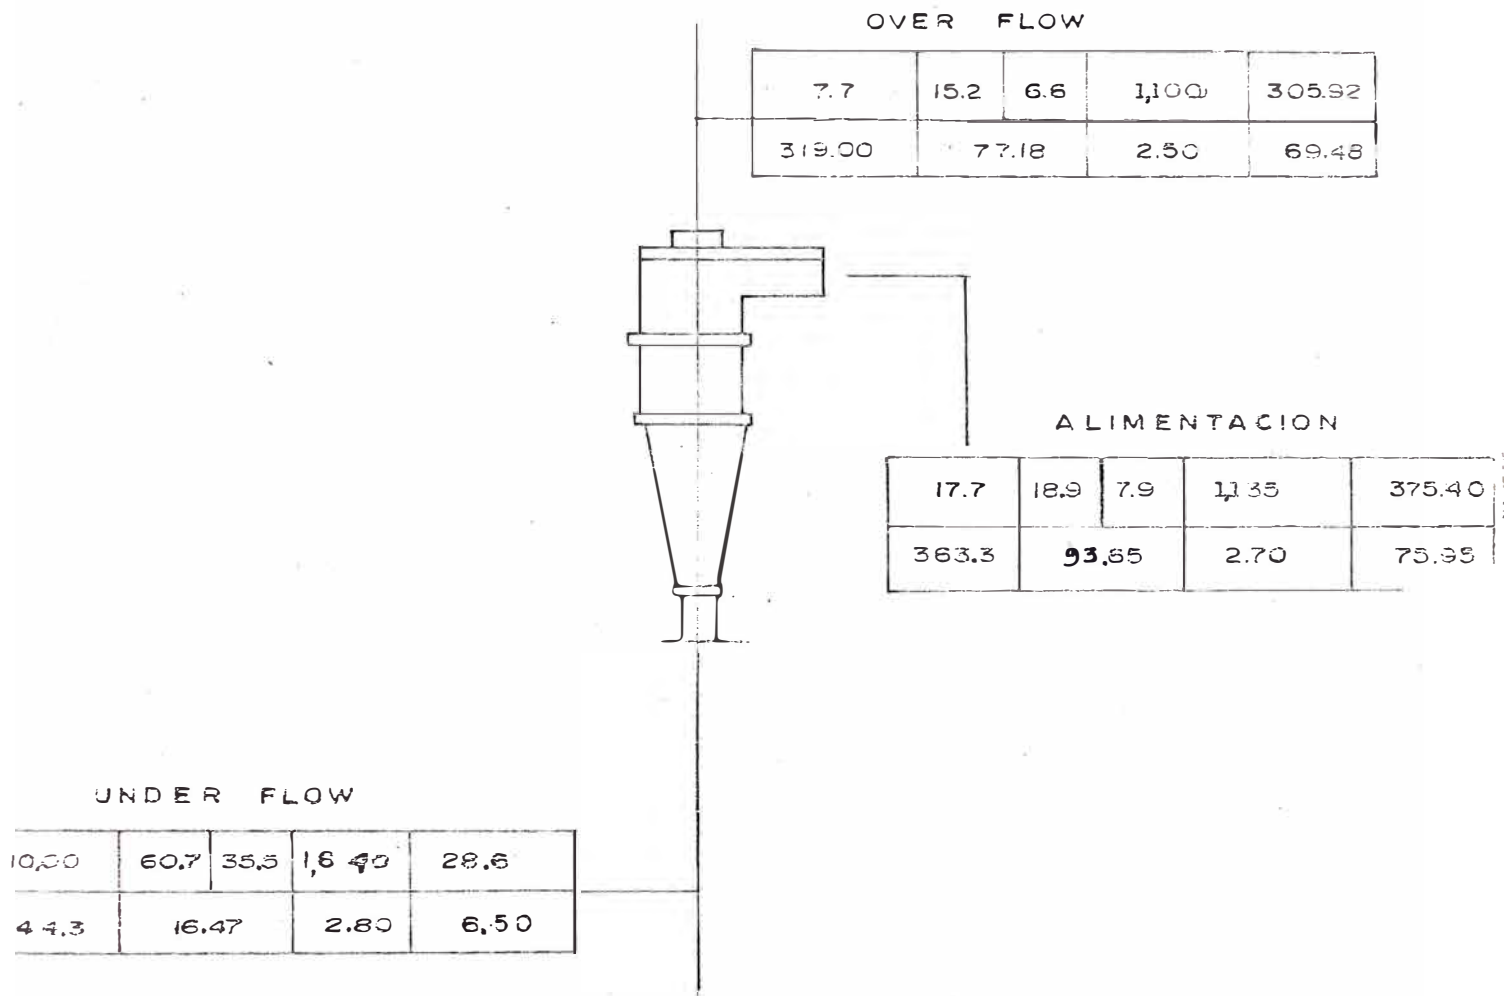 OVER FLOW
7.7 15.2 6.6 1,100 305.92
319.00 77.18 2.50 69.48
ALIMENTACION
17.7 18.9 7.9 1,135 375.40
363.3 93.65 2.70 75.95
UNDER FLOW
10,00 60.7 35.5 1,640 28.6
44.3 16.47 2.80 6.50